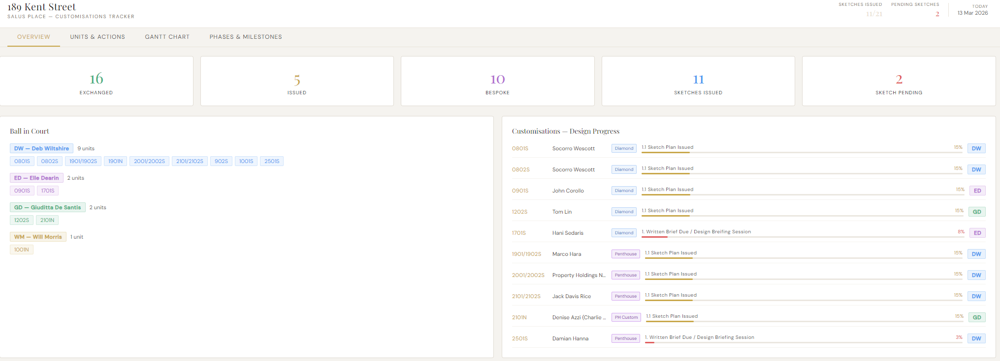 189 Kent Street
SALUS PLACE — CUSTOMISATIONS TRACKER
SKETCHES ISSUED
11/21
PENDING SKETCHES
2
TODAY
13 Mar 2026
OVERVIEW
UNITS & ACTIONS
GANTT CHART
PHASES & MILESTONES
16
EXCHANGED
5
ISSUED
10
BESPOKE
11
SKETCHES ISSUED
2
SKETCH PENDING
Ball in Court
DW — Deb Wiltshire 9 units
0801S 0802S 1901/1902S 1901N 2001/2002S 2101/2102S 902S 1001S 2501S
ED — Elle Dearin 2 units
0901S 1701S
GD — Giuditta De Santis 2 units
1202S 2101N
WM — Will Morris 1 unit
1001N
Customisations — Design Progress
0801S Socorro Wescott Diamond 1.1 Sketch Plan Issued 15% DW
0802S Socorro Wescott Diamond 1.1 Sketch Plan Issued 15% DW
0901S John Corollo Diamond 1.1 Sketch Plan Issued 15% ED
1202S Tom Lin Diamond 1.1 Sketch Plan Issued 15% GD
1701S Hani Sedaris Diamond 1. Written Brief Due / Design Breifing Session 8% ED
1901/1902S Marco Hara Penthouse 1.1 Sketch Plan Issued 15% DW
2001/2002S Property Holdings N... Penthouse 1.1 Sketch Plan Issued 15% DW
2101/2102S Jack Davis Rice Penthouse 1.1 Sketch Plan Issued 15% DW
2101N Denise Azzi (Charlie ... PH Custom 1.1 Sketch Plan Issued 15% GD
2501S Damian Hanna Penthouse 1. Written Brief Due / Design Briefing Session 3% DW